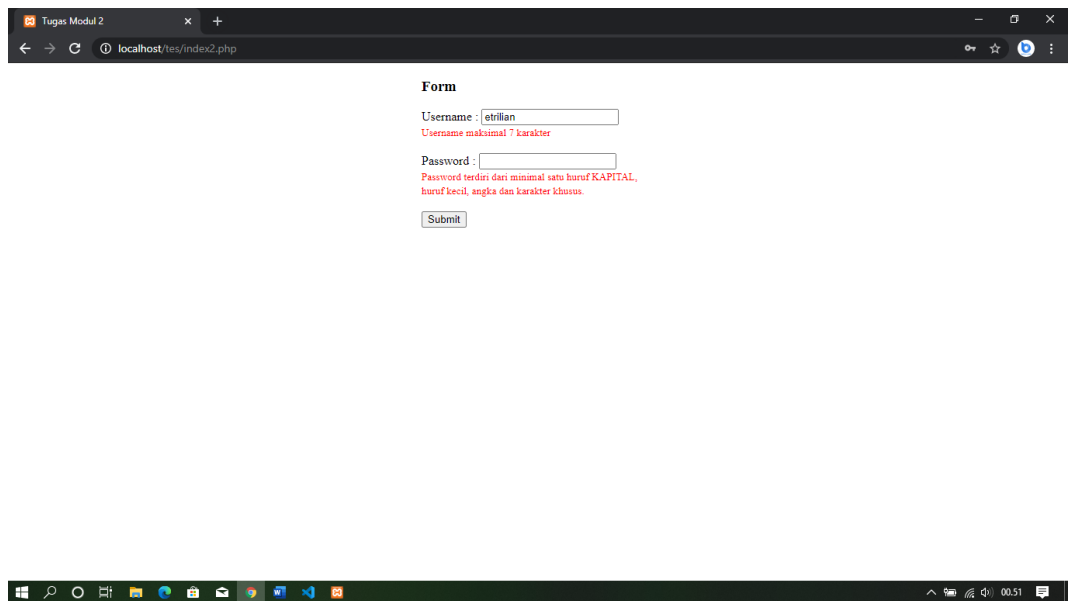 Tugas Modul 2
localhost/tes/index2.php
Form
Username : etrilian
Username maksimal 7 karakter
Password :
Password terdiri dari minimal satu huruf KAPITAL,
huruf kecil, angka dan karakter khusus.
Submit
00.51